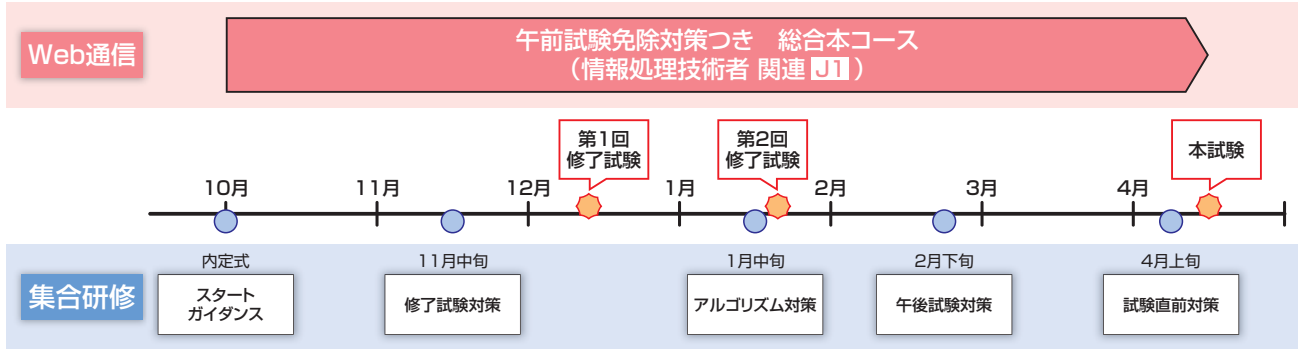 Web通信
午前試験免除対策つき 総合本コース
（情報処理技術者 関連 J1 ）
第1回
修了試験
第2回
修了試験
本試験
10月
11月
12月
1月
2月
3月
4月
集合研修
内定式
スタート
ガイダンス
11月中旬
修了試験対策
1月中旬
アルゴリズム対策
2月下旬
午後試験対策
4月上旬
試験直前対策